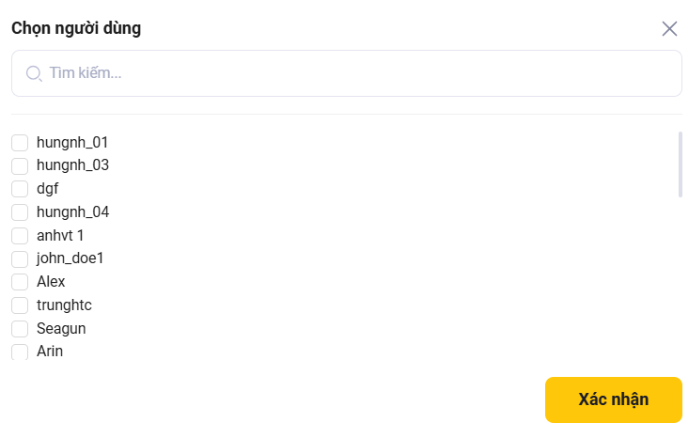 Chọn người dùng
Tìm kiếm...
hungnh_01
hungnh_03
dgf
hungnh_04
anhvt 1
john_doe1
Alex
trunghtc
Seagun
Arin
Xác nhận